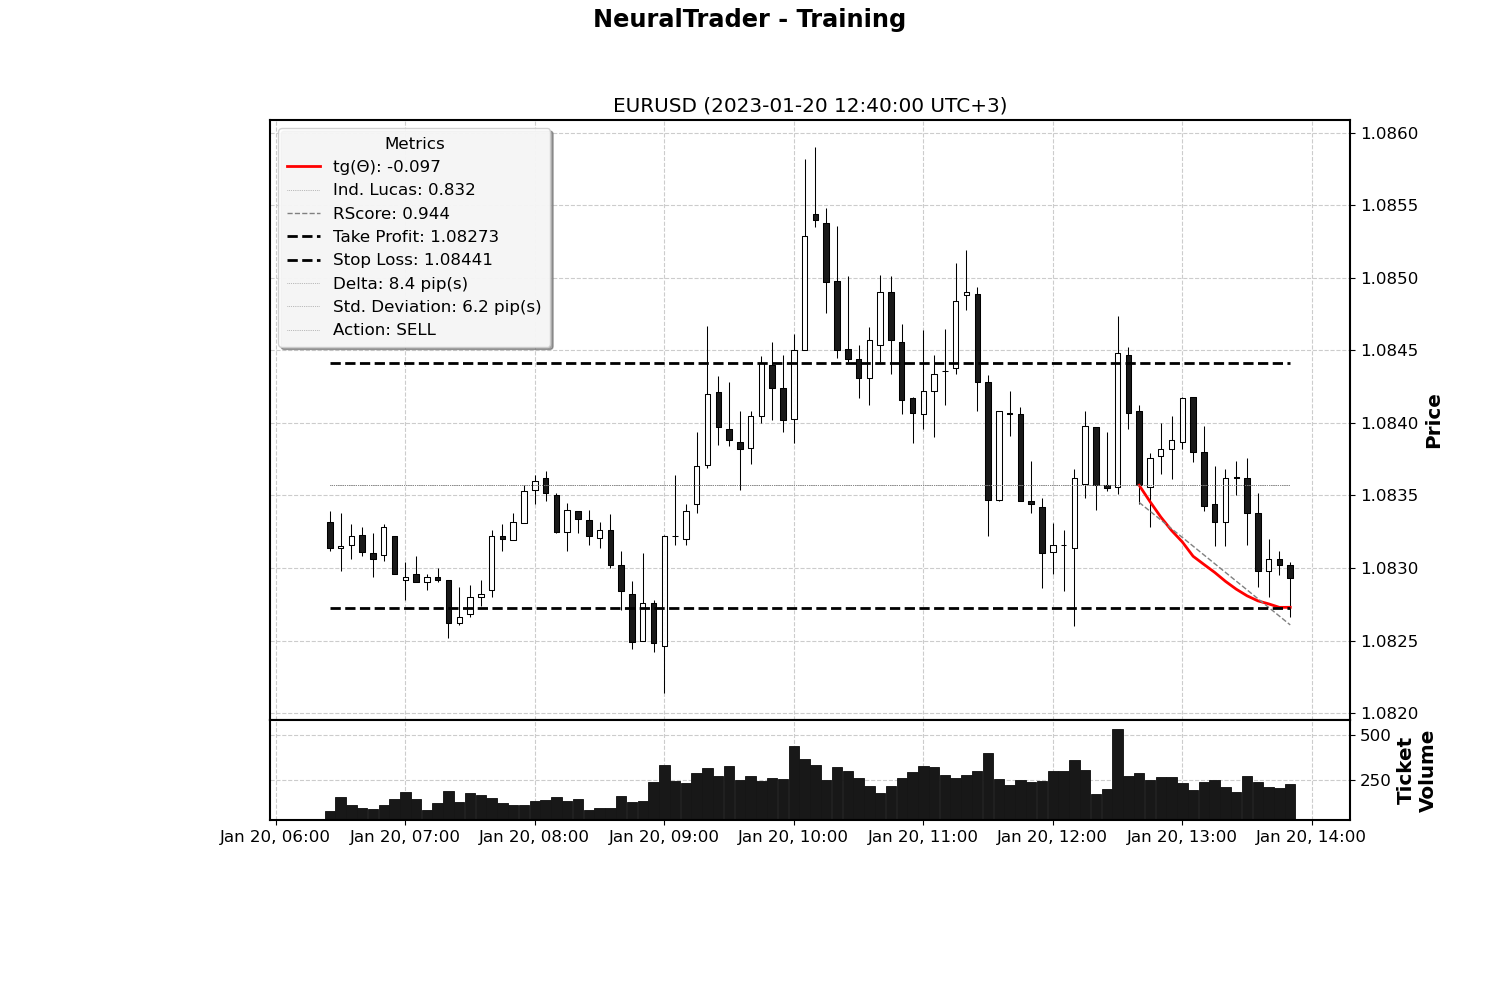 NeuralTrader - Training
EURUSD (2023-01-20 12:40:00 UTC+3)
Metrics
tg(Θ): -0.097
Ind. Lucas: 0.832
RScore: 0.944
Take Profit: 1.08273
Stop Loss: 1.08441
Delta: 8.4 pip(s)
Std. Deviation: 6.2 pip(s)
Action: SELL
1.0860
1.0855
1.0850
1.0845
1.0840
1.0835
1.0830
1.0825
1.0820
Price
500
250
Ticket
Volume
Jan 20, 06:00 Jan 20, 07:00 Jan 20, 08:00 Jan 20, 09:00 Jan 20, 10:00 Jan 20, 11:00 Jan 20, 12:00 Jan 20, 13:00 Jan 20, 14:00